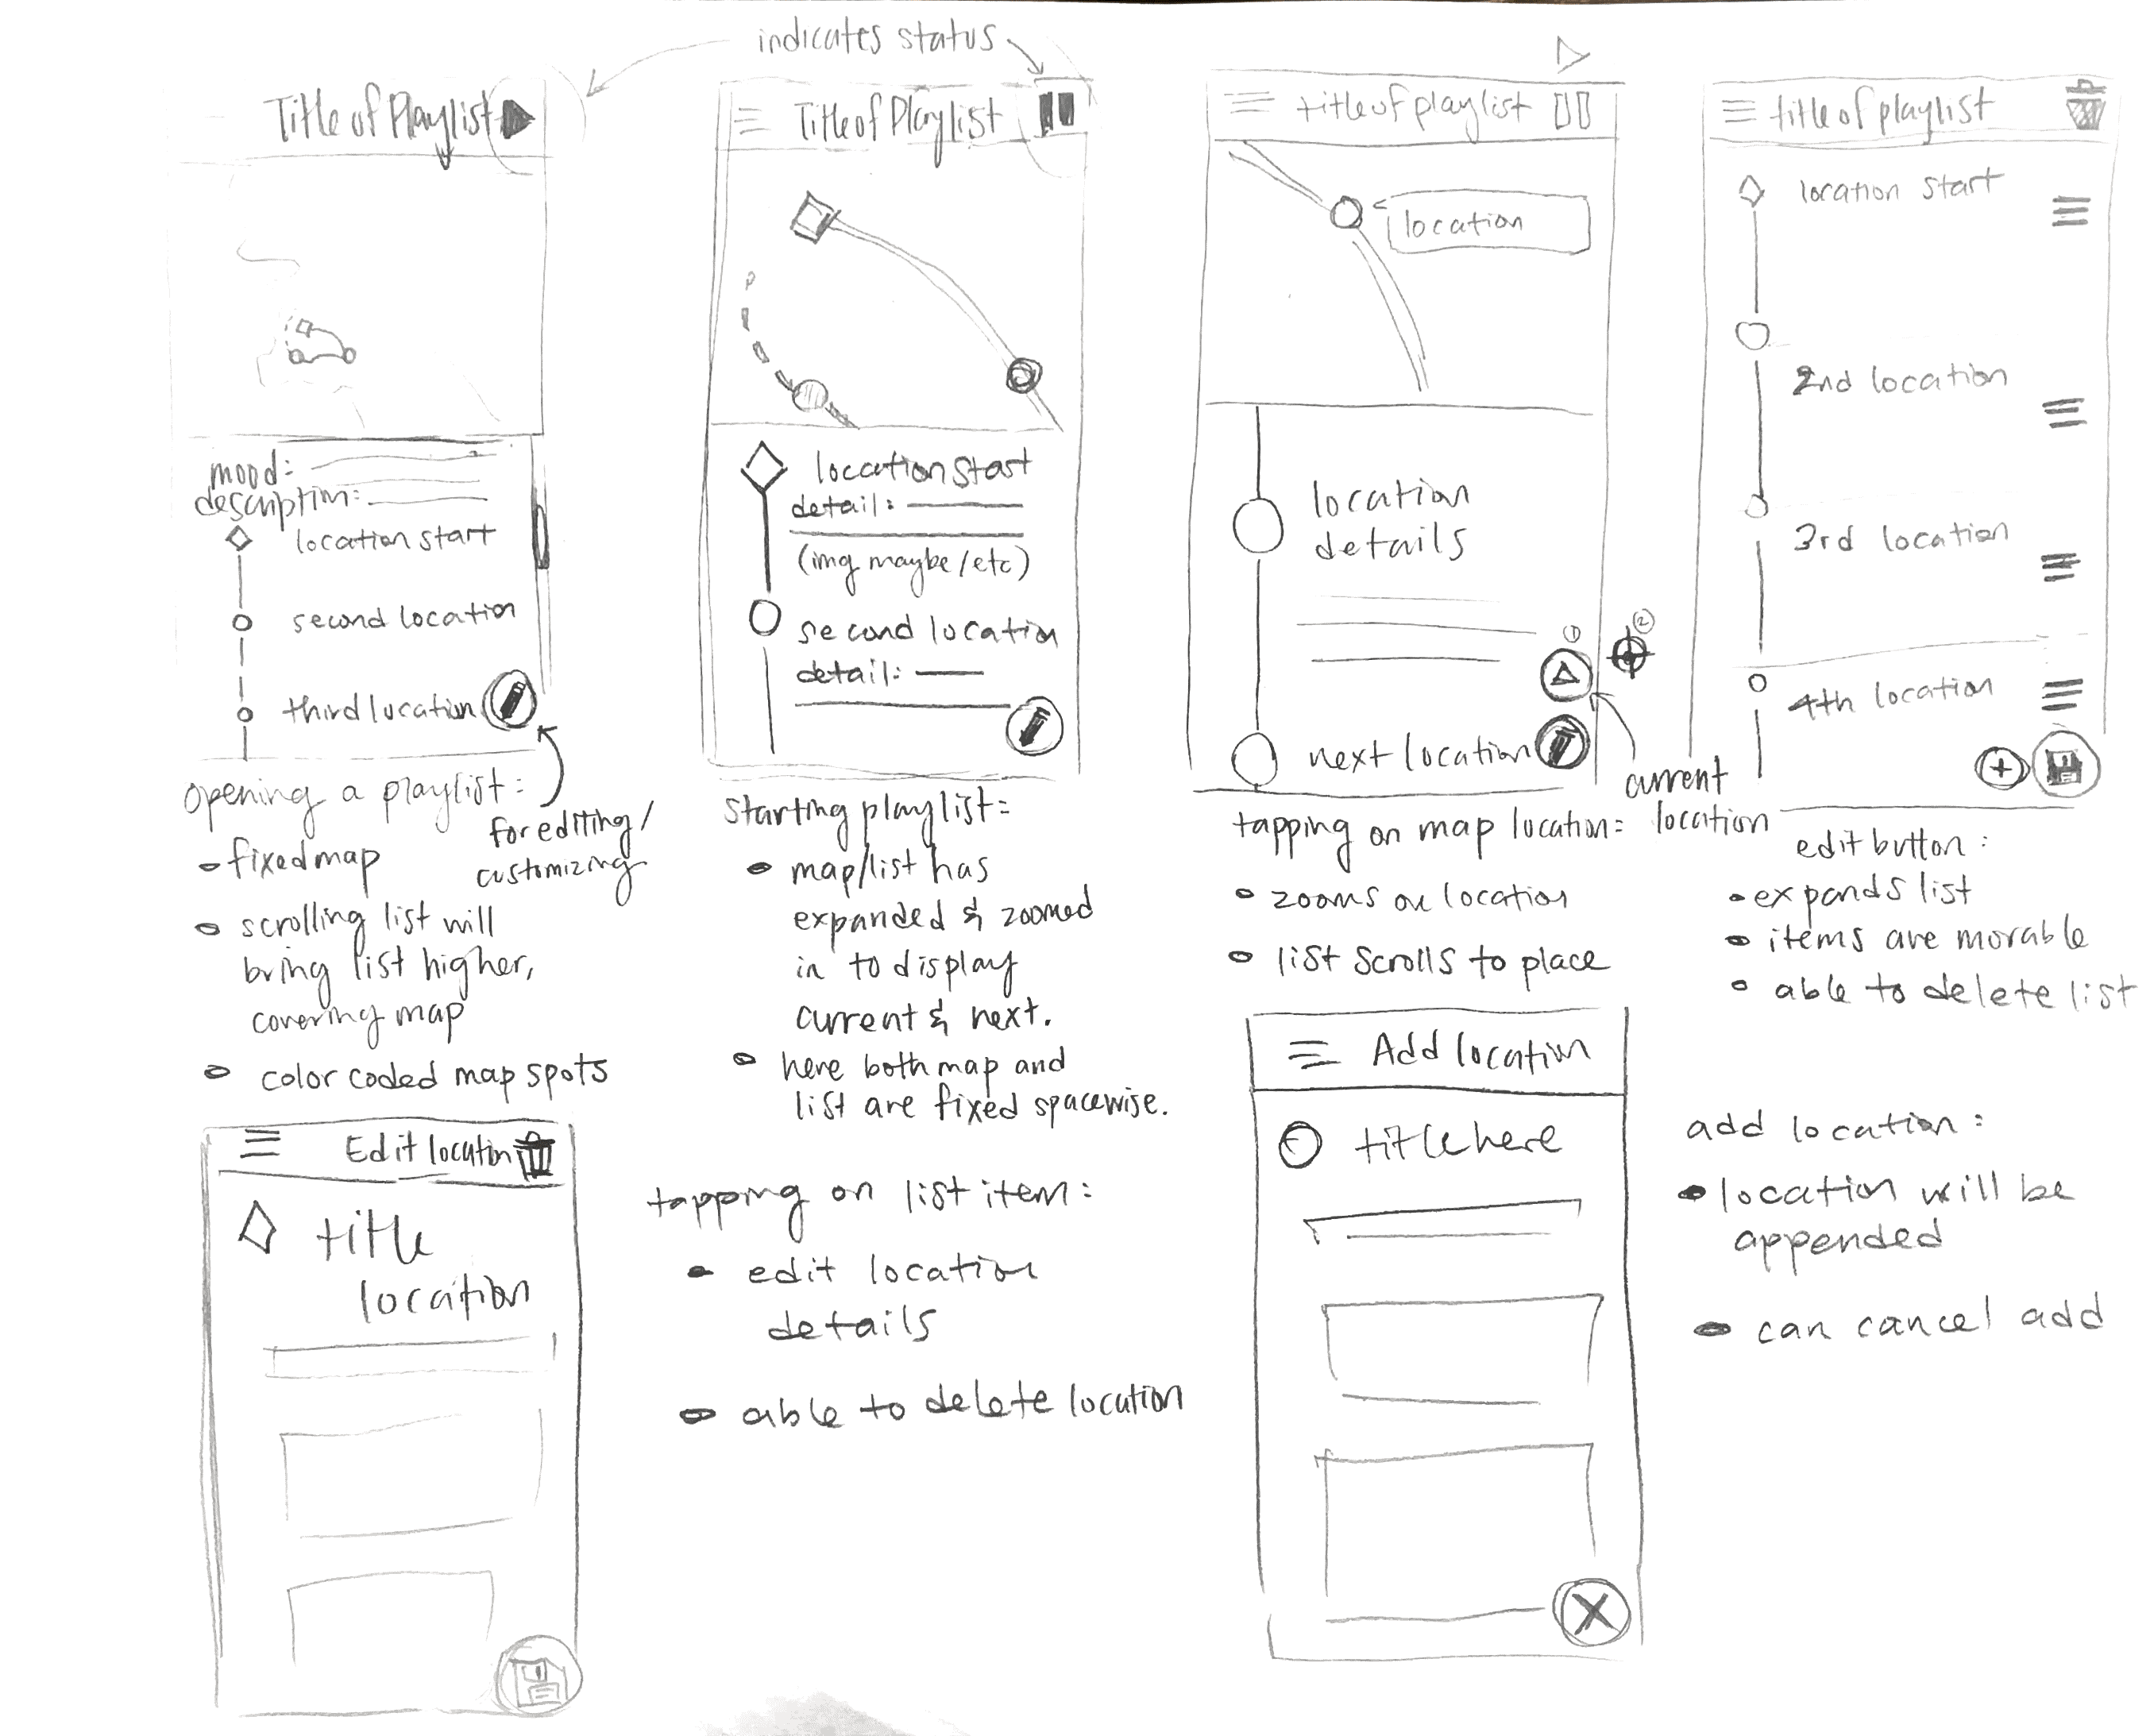 indicates status
Title of Playlist
mood:
description:
location start
second location
third location
opening a playlist:
for editing/
customizing
fixed map
scrolling list will
bring list higher,
covering map
color coded map spots
Title of Playlist
location start
detail:
(img maybe/etc)
second location
detail:
starting playlist:
map/list has
expanded & zoomed
in to display
current & next.
here both map and
list are fixed spacewise.
title of playlist
location
location
details
1
2
next location
current
location
tapping on map location:
zooms on location
list scrolls to place
title of playlist
location start
2nd location
3rd location
4th location
edit button:
expands list
items are movable
able to delete list
Edit location
title
location
tapping on list item:
edit location
details
able to delete location
Add location
title here
add location:
location will be
appended
can cancel add